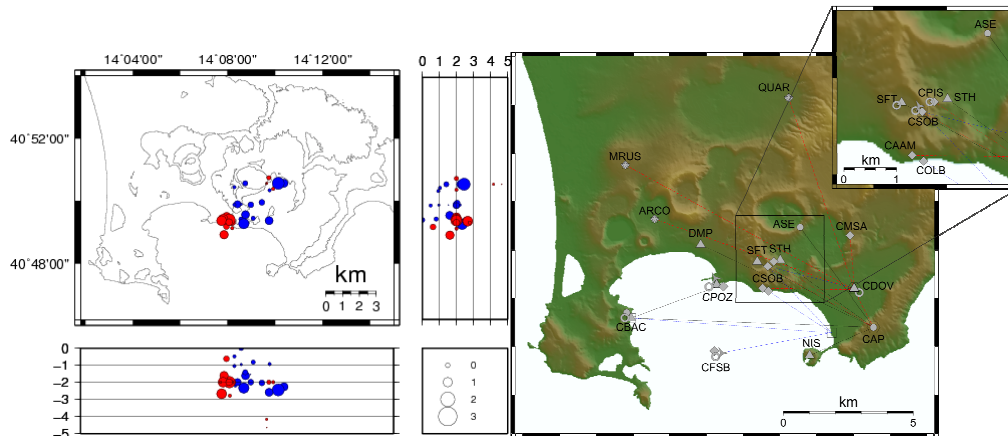 14°04'00" 14°08'00" 14°12'00"
40°52'00"
40°48'00"
km
0 1 2 3
0 1 2 3 4 5
0
−1
−2
−3
−4
−5
0
1
2
3
QUAR
MRUS
ARCO
DMP
ASE
CMSA
SFT STH
CSOB
CDOV
CPOZ
CBAC
CAP
NIS
CFSB
km
0 5
ASE
SFT CPIS STH
CSOB
CAAM
COLB
km
0 1